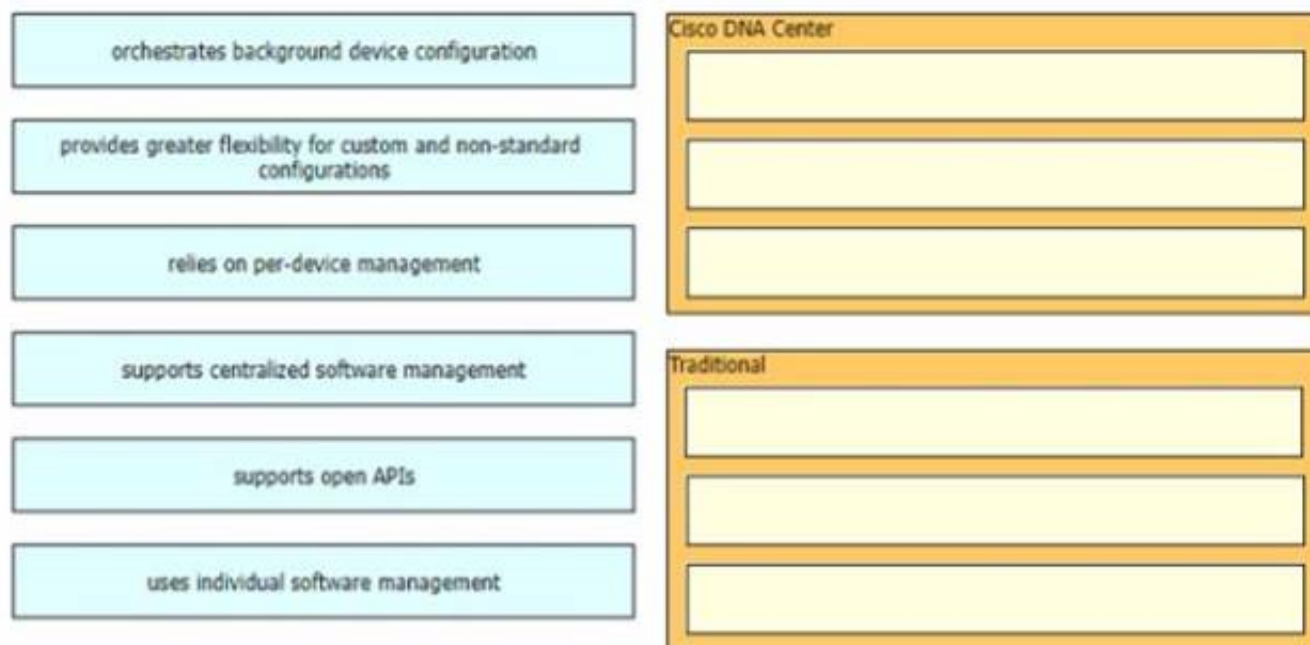 orchestrates background device configuration
provides greater flexibility for custom and non-standard
configurations
relies on per-device management
supports centralized software management
supports open APIs
uses individual software management
Cisco DNA Center
Traditional